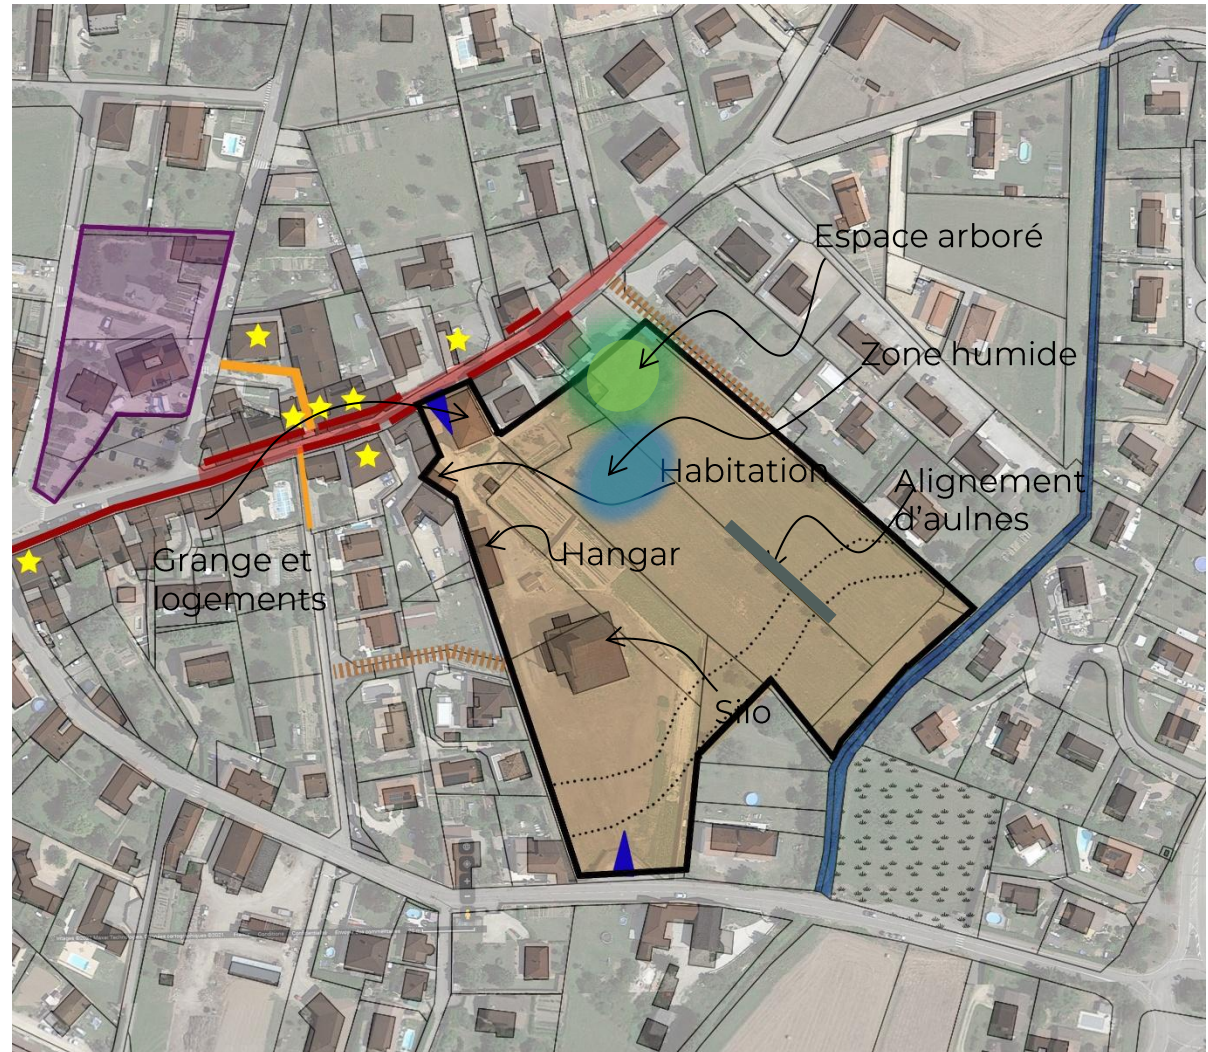 Espace arboré
Zone humide
Habitation
Alignement
d'aulnes
Hangar
Grange et
logements
Silo